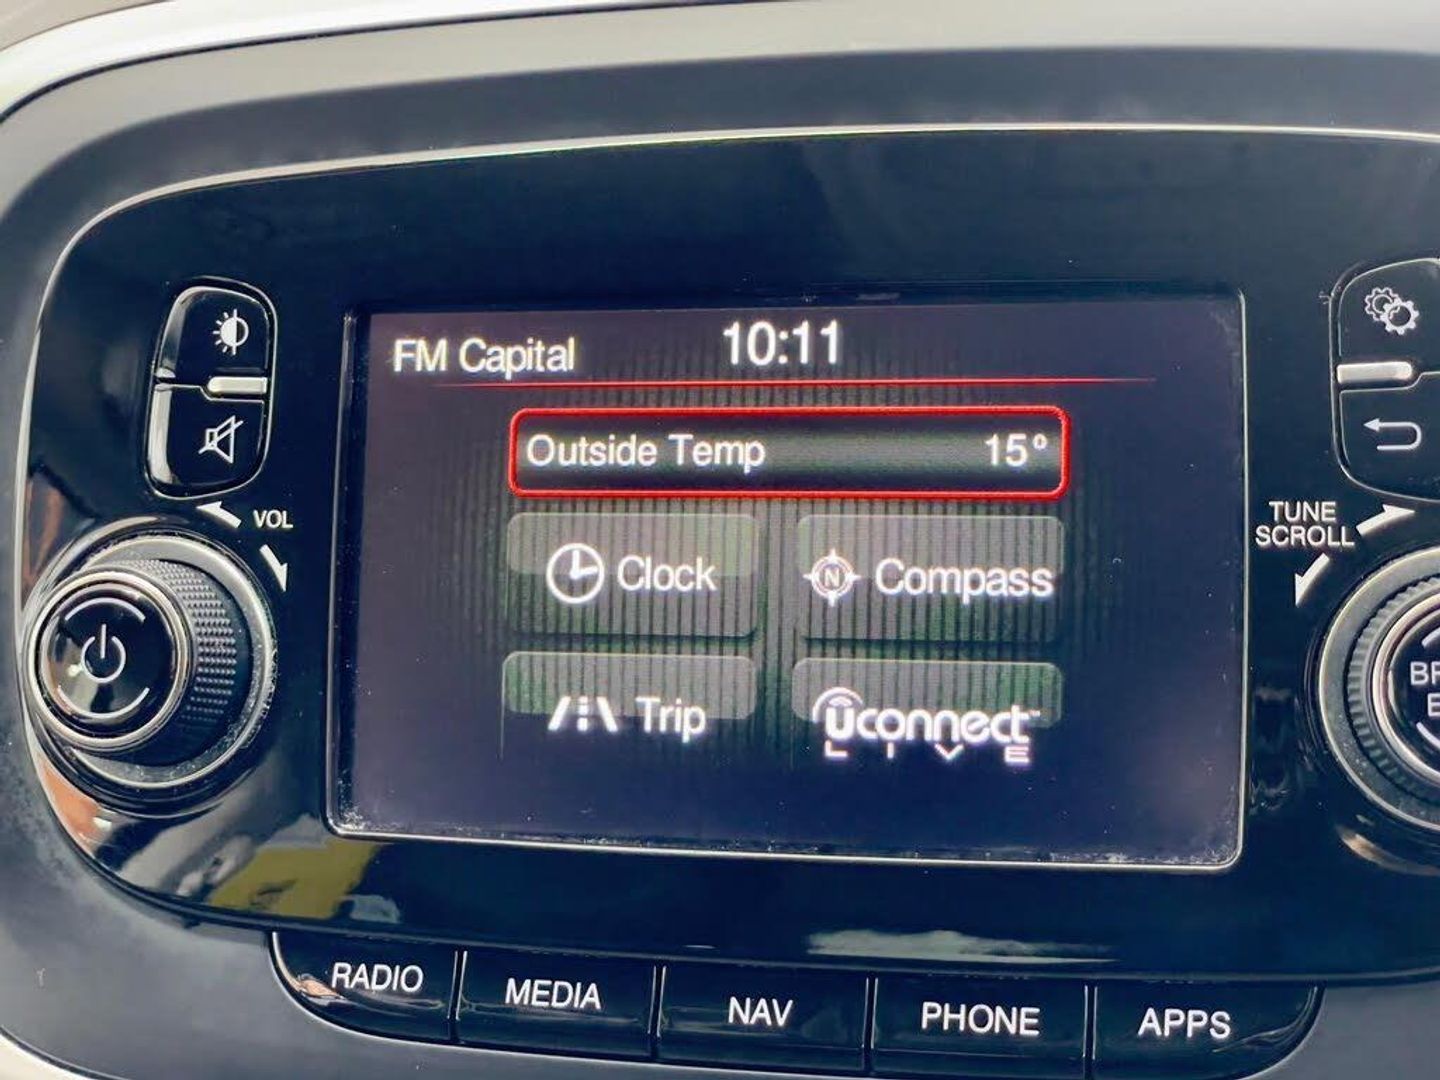 FM Capital
10:11
Outside Temp 15°
VOL
TUNE
SCROLL
Clock
N Compass
Trip
uconnect™
LIVE
RADIO
MEDIA
NAV
PHONE
APPS